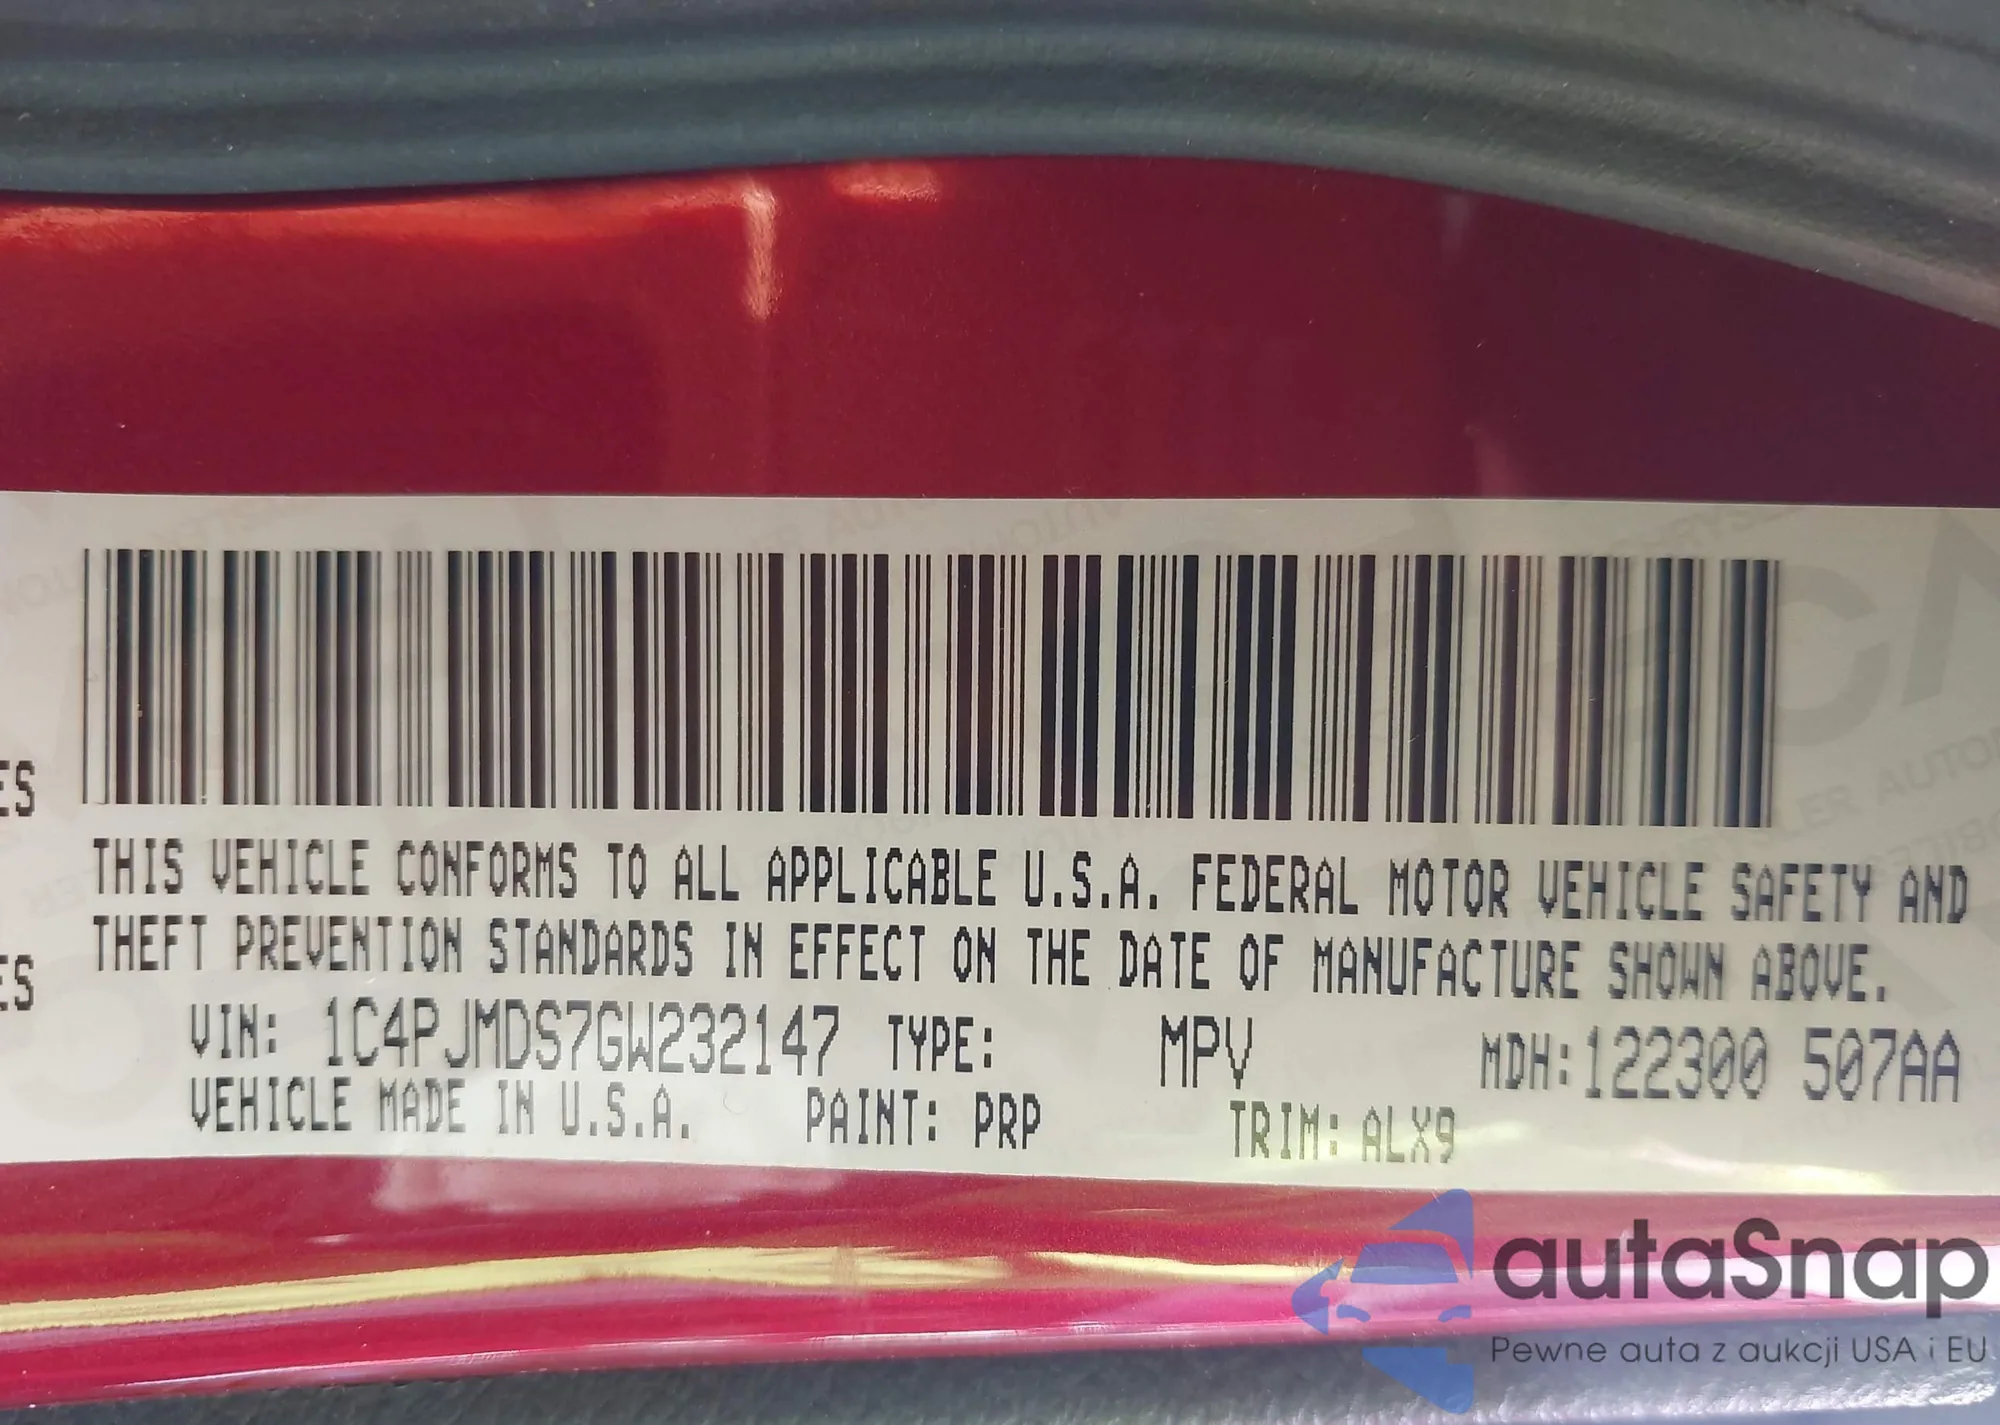 ES
THIS VEHICLE CONFORMS TO ALL APPLICABLE U.S.A. FEDERAL MOTOR VEHICLE SAFETY AND
THEFT PREVENTION STANDARDS IN EFFECT ON THE DATE OF MANUFACTURE SHOWN ABOVE.
ES
VIN: 1C4PJMDS7GW232147 TYPE: MPV MDH:122300 507AA
VEHICLE MADE IN U.S.A. PAINT: PRP TRIM: ALX9
autaSnap
Pewne auta z aukcji USA i EU